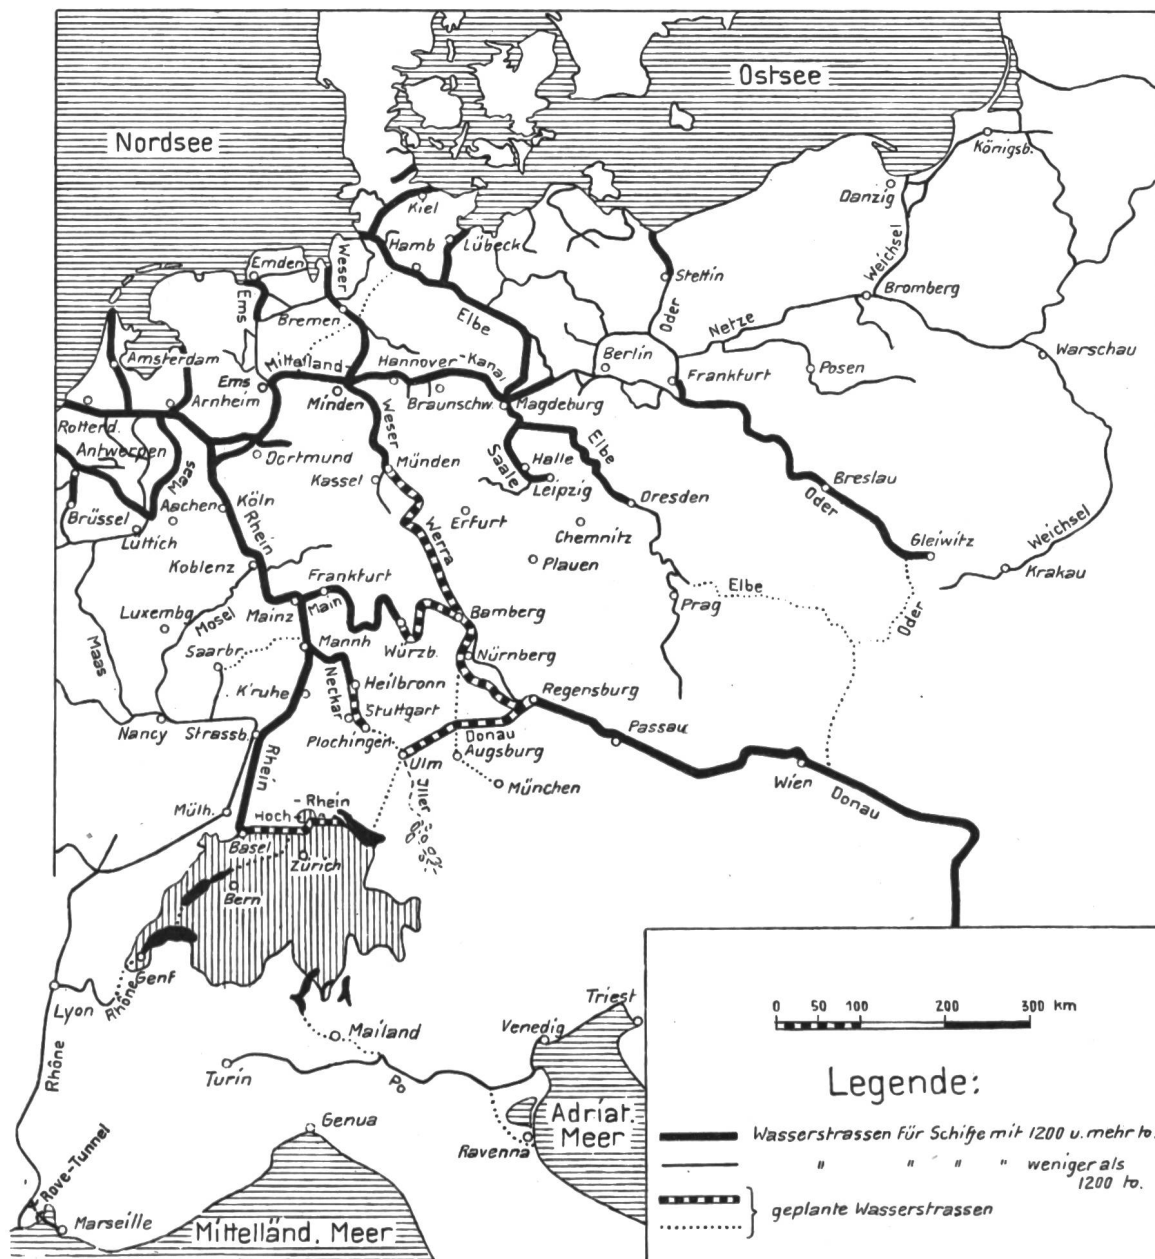 Ostsee
Nordsee
Königsb.
Danzig
Kiel
Weichsel
Hamb
Lübeck
Weser
Emden
Stettin
Ems
Bromberg
Elbe
Oder
Bremen
Netze
Warschau
Amsterdam
Mittelland-
Hannover-Kanal
Berlin
Posen
Ems
Frankfurt
Arnheim
Minden
Braunschw.
Magdeburg
Rotterd.
Weser
Antwerpen
Elbe
Dortmund
Münden
Saale
Halle
Maas
Kassel
Leipzig
Breslau
Dresden
Oder
Aachen
Köln
Brüssel
Erfurt
Chemnitz
Lüttich
Rhein
Werra
Weichsel
Gleiwitz
Koblenz
Plauen
Krakau
Frankfurt
Elbe
Main
Mainz
Prag
Luxembg.
Mosel
Bamberg
Oder
Mannh
Würzb.
Saarbr.
Nürnberg
Maas
Heilbronn
K'ruhe
Neckar
Regensburg
Stuttgart
Nancy
Strassb.
Plochingen
Donau
Passau
Augsburg
Ulm
Rhein
Wien
Iller
München
Donau
Mülh.
Hoch-
-Rhein
Basel
Zürich
Bern
Genf
Lyon
Rhône
Triest
0 50 100 200 300 km
Mailand
Venedig
Rhône
Turin
Po
Legende:
Genua
Adriat.
Meer
Wasserstrassen für Schiffe mit 1200 u. mehr to.
" " " " weniger als
1200 to.
Ravenna
Rove-Tunnel
geplante Wasserstrassen
Marseille
Mittelländ. Meer